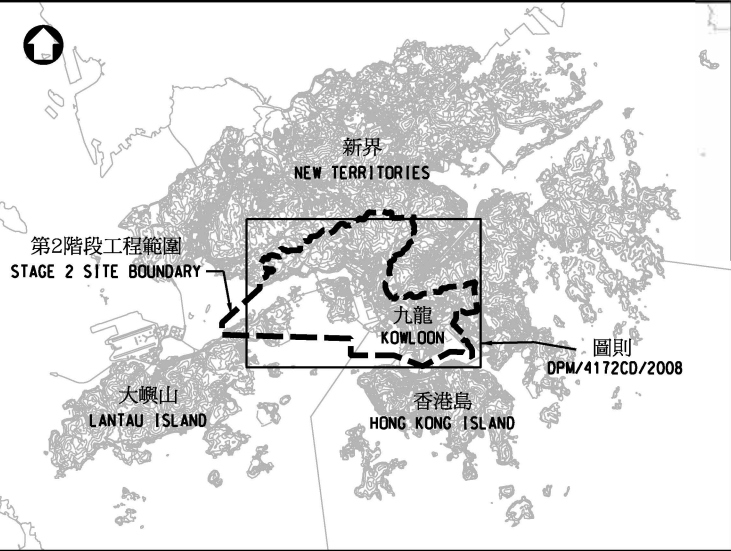 新界
NEW TERRITORIES
第2階段工程範圍
STAGE 2 SITE BOUNDARY
九龍
KOWLOON
圖則
DPM/4172CD/2008
大嶼山
LANTAU ISLAND
香港島
HONG KONG ISLAND